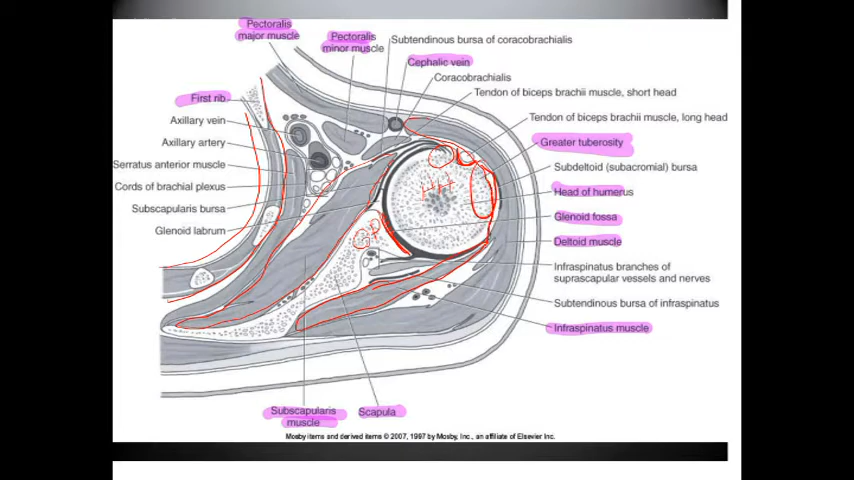 Pectoralis
major muscle
Pectoralis
minor muscle
Subtendinous bursa of coracobrachialis
Cephalic vein
Coracobrachialis
Tendon of biceps brachii muscle, short head
First rib
Axillary vein
Tendon of biceps brachii muscle, long head
Axillary artery
Greater tuberosity
Serratus anterior muscle
Subdeltoid (subacromial) bursa
Cords of brachial plexus
Head of humerus
Subscapularis bursa
Glenoid fossa
Glenoid labrum
Deltoid muscle
Infraspinatus branches of
suprascapular vessels and nerves
Subtendinous bursa of infraspinatus
Infraspinatus muscle
Subscapularis
muscle
Scapula
Mosby items and derived items © 2007, 1997 by Mosby, Inc., an affiliate of Elsevier Inc.